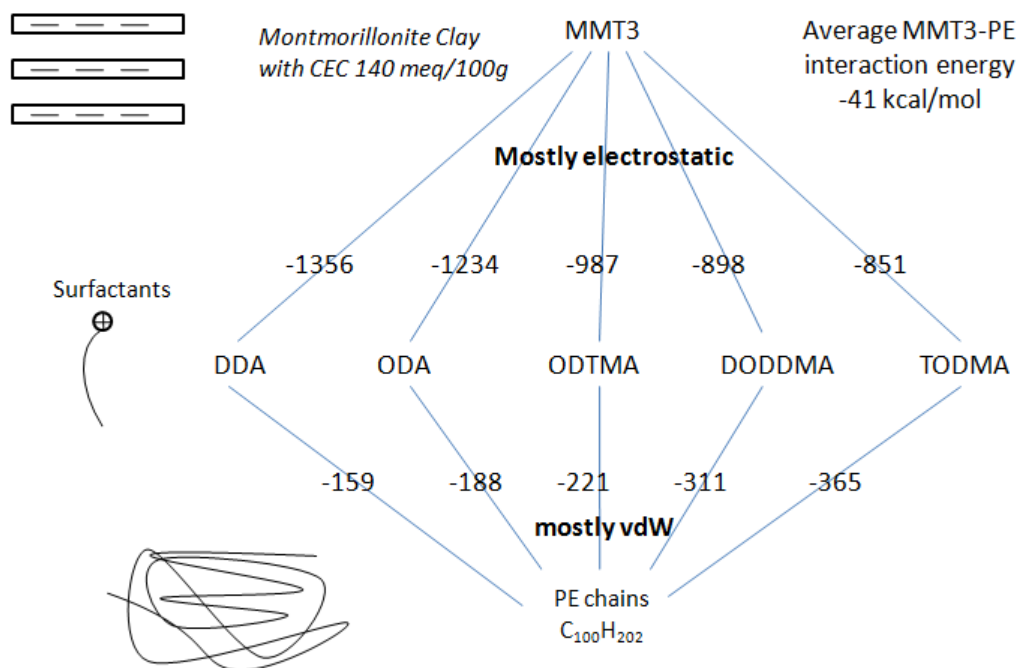 Montmorillonite Clay
with CEC 140 meq/100g
MMT3
Average MMT3-PE
interaction energy
-41 kcal/mol
Mostly electrostatic
-1356
-1234
-987
-898
-851
Surfactants
DDA
ODA
ODTMA
DODDMA
TODMA
-159
-188
-221
-311
-365
mostly vdW
PE chains
C₁₀₀H₂₀₂